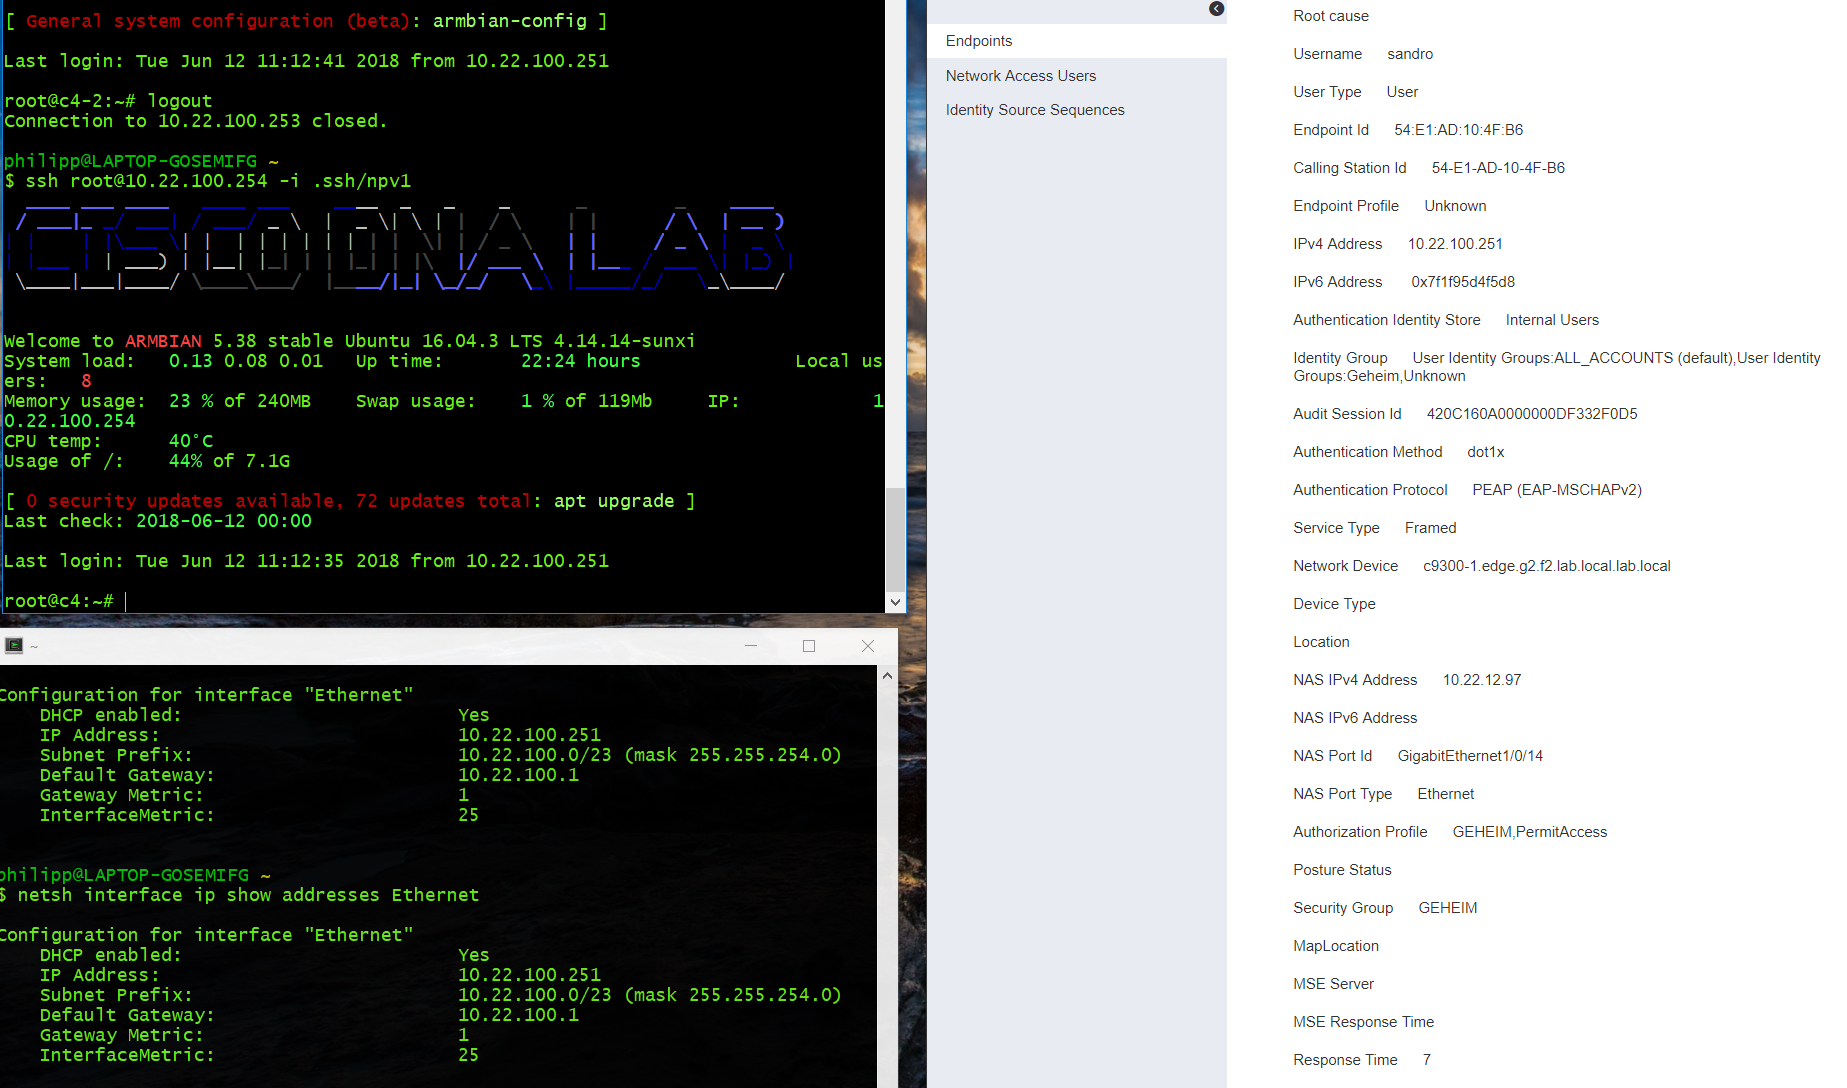 [ General system configuration (beta): armbian-config ]
Last login: Tue Jun 12 11:12:41 2018 from 10.22.100.251
root@c4-2:~# logout
Connection to 10.22.100.253 closed.
philipp@LAPTOP-GOSEMIFG ~
$ ssh root@10.22.100.254 -i .ssh/npv1
CISCO DNA LAB
Welcome to ARMBIAN 5.38 stable Ubuntu 16.04.3 LTS 4.14.14-sunxi
System load:   0.13 0.08 0.01   Up time:       22:24 hours              Local us
ers:   8
Memory usage:  23 % of 240MB    Swap usage:    1 % of 119Mb     IP:            1
0.22.100.254
CPU temp:      40°C
Usage of /:    44% of 7.1G
[ 0 security updates available, 72 updates total: apt upgrade ]
Last check: 2018-06-12 00:00
Last login: Tue Jun 12 11:12:35 2018 from 10.22.100.251
root@c4:~#
~
Configuration for interface "Ethernet"
DHCP enabled: Yes
IP Address: 10.22.100.251
Subnet Prefix: 10.22.100.0/23 (mask 255.255.254.0)
Default Gateway: 10.22.100.1
Gateway Metric: 1
InterfaceMetric: 25
philipp@LAPTOP-GOSEMIFG ~
$ netsh interface ip show addresses Ethernet
Configuration for interface "Ethernet"
DHCP enabled: Yes
IP Address: 10.22.100.251
Subnet Prefix: 10.22.100.0/23 (mask 255.255.254.0)
Default Gateway: 10.22.100.1
Gateway Metric: 1
InterfaceMetric: 25
Endpoints
Network Access Users
Identity Source Sequences
Root cause
Username sandro
User Type User
Endpoint Id 54:E1:AD:10:4F:B6
Calling Station Id 54-E1-AD-10-4F-B6
Endpoint Profile Unknown
IPv4 Address 10.22.100.251
IPv6 Address 0x7f1f95d4f5d8
Authentication Identity Store Internal Users
Identity Group User Identity Groups:ALL_ACCOUNTS (default),User Identity
Groups:Geheim,Unknown
Audit Session Id 420C160A0000000DF332F0D5
Authentication Method dot1x
Authentication Protocol PEAP (EAP-MSCHAPv2)
Service Type Framed
Network Device c9300-1.edge.g2.f2.lab.local.lab.local
Device Type
Location
NAS IPv4 Address 10.22.12.97
NAS IPv6 Address
NAS Port Id GigabitEthernet1/0/14
NAS Port Type Ethernet
Authorization Profile GEHEIM,PermitAccess
Posture Status
Security Group GEHEIM
MapLocation
MSE Server
MSE Response Time
Response Time 7